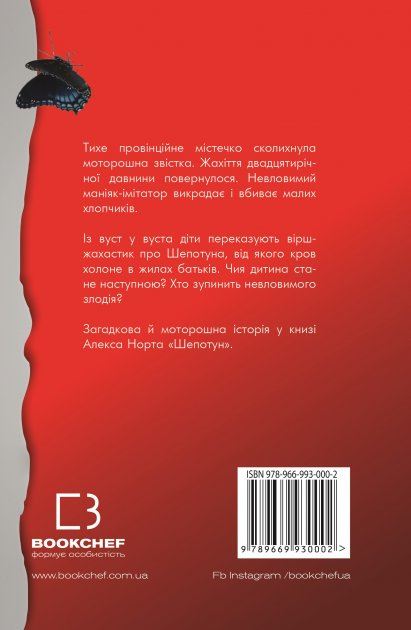 Тихе провінційне містечко сколихнула
моторошна звістка. Жахіття двадцятиріч-
ної давнини повернулося. Невловимий
маніяк-імітатор викрадає і вбиває малих
хлопчиків.
Із вуст у вуста діти переказують вірш-
жахастик про Шепотуна, від якого кров
холоне в жилах батьків. Чия дитина ста-
не наступною? Хто зупинить невловимого
злодія?
Загадкова й моторошна історія у книзі
Алекса Норта «Шепотун».
ISBN 978-966-993-000-2
9 789669 930002 >
BOOKCHEF
формує особистість
www.bookchef.com.ua
Fb Instagram /bookchefua